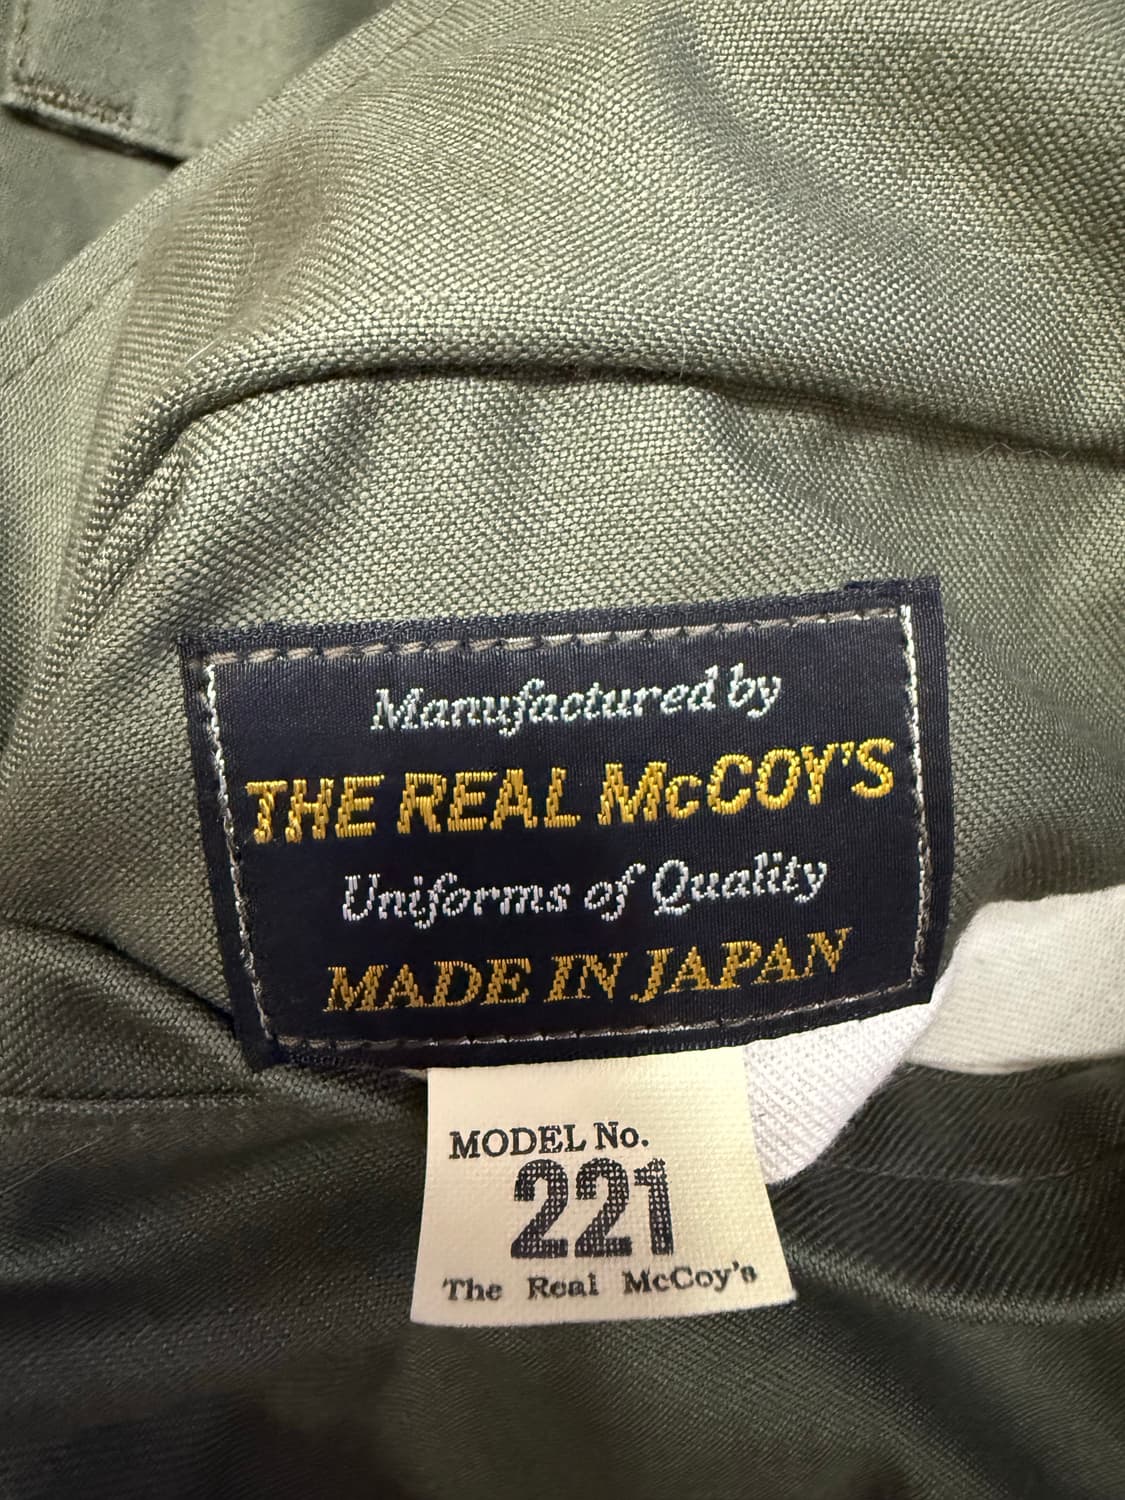 Manufactured by
THE REAL McCOY'S
Uniforms of Quality
MADE IN JAPAN
MODEL No.
221
The Real McCoy's